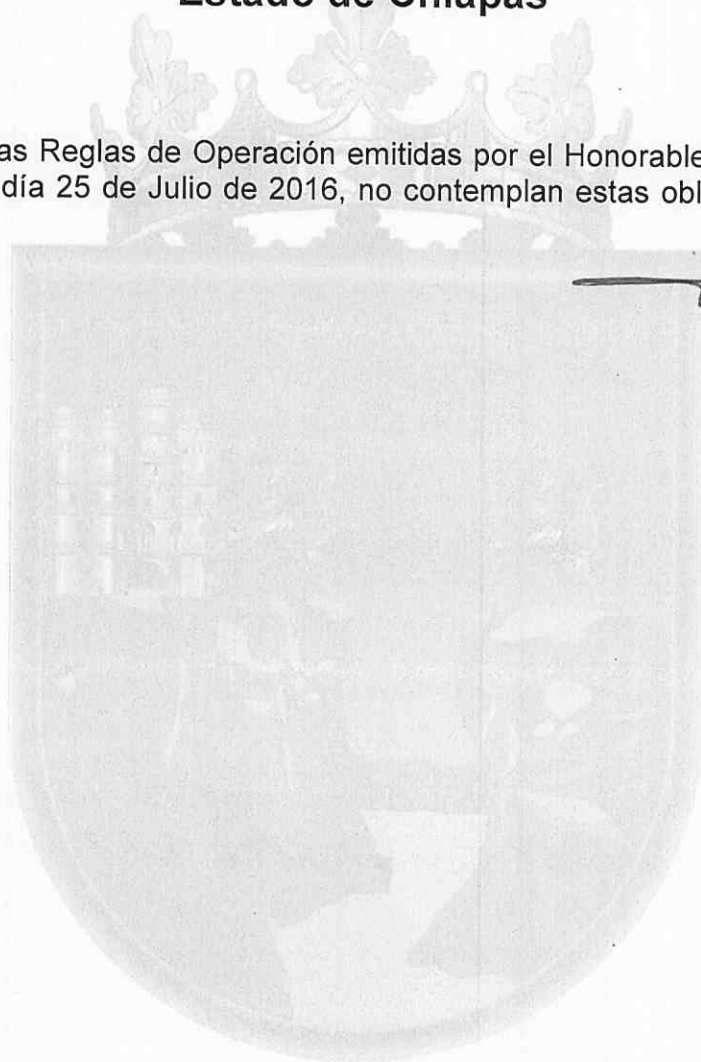 Estado de Chiapas
as Reglas de Operación emitidas por el Honorable
día 25 de Julio de 2016, no contemplan estas obl